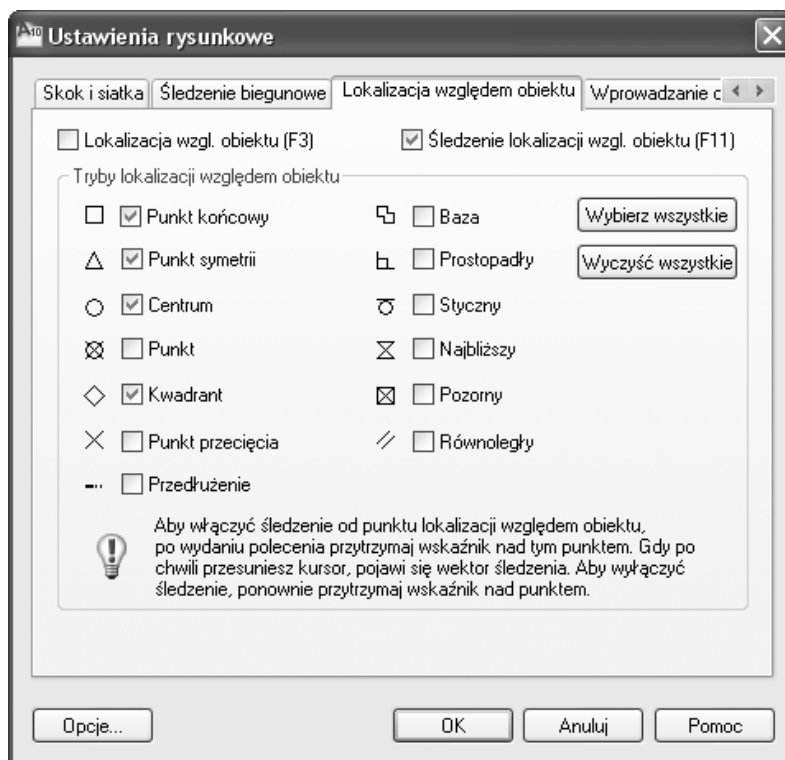 A10 Ustawienia rysunkowe
Skok i siatka Śledzenie biegunowe Lokalizacja względem obiektu Wprowadzanie c
Lokalizacja wzgl. obiektu (F3) Śledzenie lokalizacji wzgl. obiektu (F11)
Tryby lokalizacji względem obiektu
Punkt końcowy Baza Wybierz wszystkie
Punkt symetrii Prostopadły Wyczyść wszystkie
Centrum Styczny
Punkt Najbliższy
Kwadrant Pozorny
Punkt przecięcia Równoległy
Przedłużenie
Aby włączyć śledzenie od punktu lokalizacji względem obiektu,
po wydaniu polecenia przytrzymaj wskaźnik nad tym punktem. Gdy po
chwili przesuniesz kursor, pojawi się wektor śledzenia. Aby wyłączyć
śledzenie, ponownie przytrzymaj wskaźnik nad punktem.
Opcje... OK Anuluj Pomoc